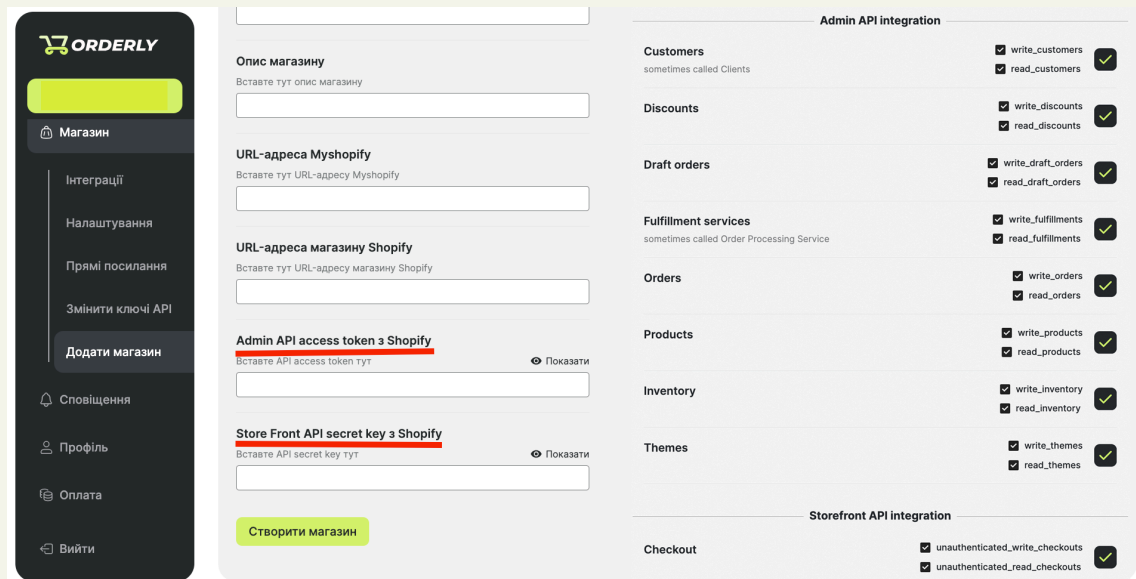 ORDERLY
Магазин
Інтеграції
Налаштування
Прямі посилання
Змінити ключі API
Додати магазин
Сповіщення
Профіль
Оплата
Вийти
Опис магазину
Вставте тут опис магазину
URL-адреса Myshopify
Вставте тут URL-адресу Myshopify
URL-адреса магазину Shopify
Вставте тут URL-адресу магазину Shopify
Admin API access token з Shopify
Вставте API access token тут
Показати
Store Front API secret key з Shopify
Вставте API secret key тут
Показати
Створити магазин
Admin API integration
Customers
sometimes called Clients
write_customers
read_customers
Discounts
write_discounts
read_discounts
Draft orders
write_draft_orders
read_draft_orders
Fulfillment services
sometimes called Order Processing Service
write_fulfillments
read_fulfillments
Orders
write_orders
read_orders
Products
write_products
read_products
Inventory
write_inventory
read_inventory
Themes
write_themes
read_themes
Storefront API integration
Checkout
unauthenticated_write_checkouts
unauthenticated_read_checkouts